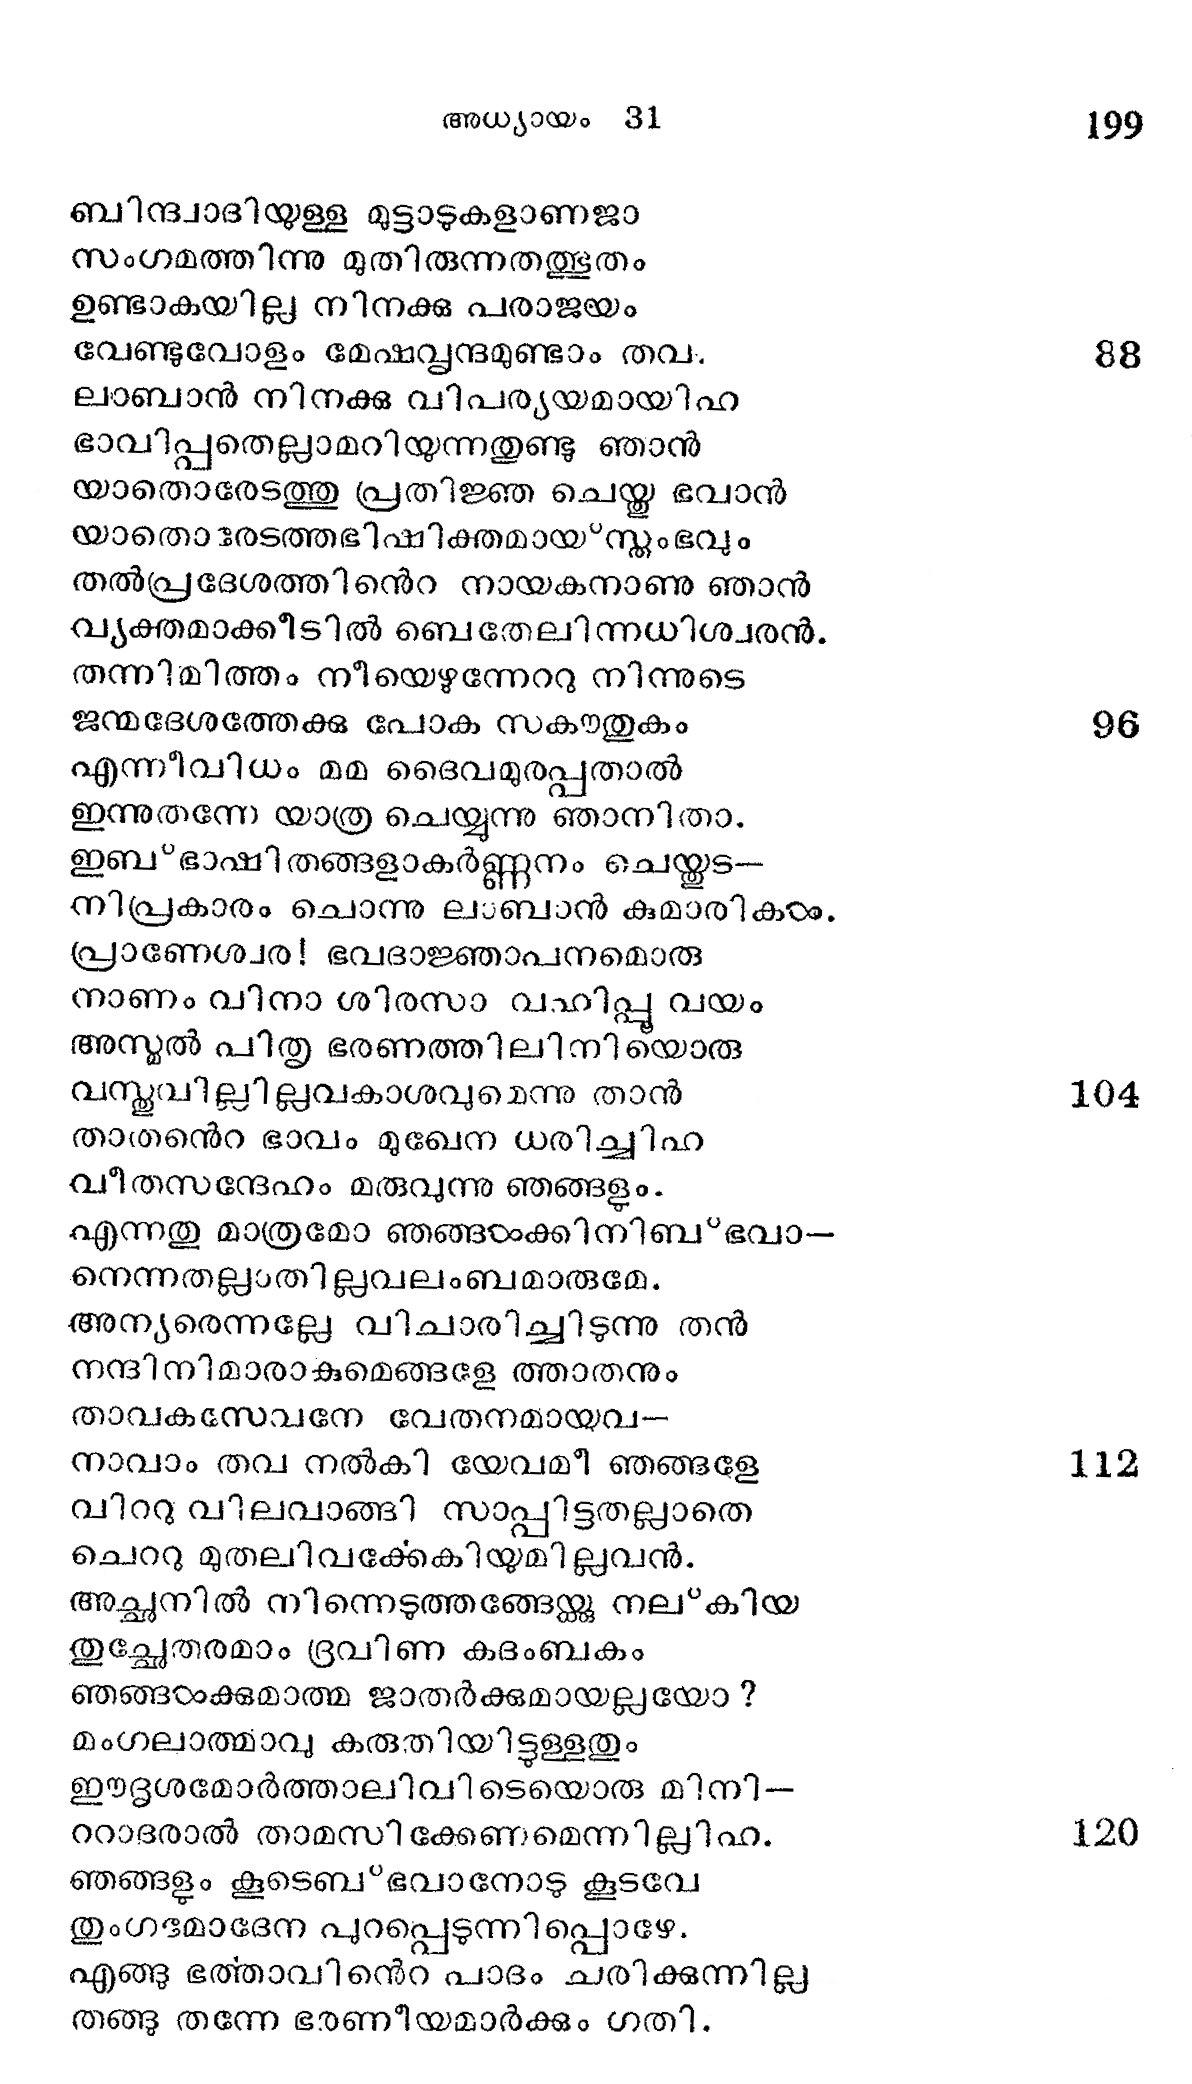 അധ്യായം 31 199
ബിന്ദ്വാദിയുള്ള മുട്ടാടുകളാണജാ
സംഗമത്തിന്നു മുതിരുന്നതത്ഭുതം
ഉണ്ടാകയില്ല നിനക്കു പരാജയം
വേണ്ടുവോളം മേഷവൃന്ദമുണ്ടാം തവ. 88
ലാബാൻ നിനക്കു വിപര്യയമായിഹ
ഭാവിപ്പതെല്ലാമറിയുന്നതുണ്ടു ഞാൻ
യാതൊരേടത്തു പ്രതിജ്ഞ ചെയ്തു ഭവാൻ
യാതൊരേടത്തഭിഷിക്തമായ്സ്തംഭവും
തൽപ്രദേശത്തിൻെറ നായകനാണു ഞാൻ
വ്യക്തമാക്കീടിൽ ബെതേലിന്നധിശ്വരൻ.
തന്നിമിത്തം നീയെഴുന്നേററു നിന്നുടെ
ജന്മദേശത്തേക്കു പോക സകൗതുകം 96
എന്നീവിധം മമ ദൈവമുരപ്പതാൽ
ഇന്നുതന്നേ യാത്ര ചെയ്യുന്നു ഞാനിതാ.
ഇബ്ഭാഷിതങ്ങളാകർണ്ണനം ചെയ്തുട—
നിപ്രകാരം ചൊന്നു ലാബാൻ കുമാരികൾ.
പ്രാണേശ്വര! ഭവദാജ്ഞാപനമൊരു
നാണം വിനാ ശിരസാ വഹിപ്പൂ വയം
അസ്മൽ പിതൃ ഭരണത്തിലിനിയൊരു
വസ്തുവില്ലില്ലവകാശവുമെന്നു താൻ 104
താതൻെറ ഭാവം മുഖേന ധരിച്ചിഹ
വീതസന്ദേഹം മരുവുന്നു ഞങ്ങളും.
എന്നതു മാത്രമോ ഞങ്ങൾക്കിനിബ്ഭവാ—
നെന്നതല്ലാതില്ലവലംബമാരുമേ.
അന്യരെന്നല്ലേ വിചാരിച്ചിടുന്നു തൻ
നന്ദിനിമാരാകുമെങ്ങളേ ത്താതനും
താവകസേവനേ വേതനമായവ—
നാവാം തവ നൽകി യേവമീ ഞങ്ങളേ 112
വിററു വിലവാങ്ങി സാപ്പിട്ടതല്ലാതെ
ചെററു മുതലിവർക്കേകിയുമില്ലവൻ.
അച്ഛനിൽ നിന്നെടുത്തങ്ങേയ്ക്കു നല്കിയ
തുച്ഛേതരമാം ദ്രവിണ കദംബകം
ഞങ്ങൾക്കുമാത്മ ജാതർക്കുമായല്ലയോ?
മംഗലാത്മാവു കരുതിയിട്ടുള്ളതും
ഈദൃശമോർത്താലിവിടെയൊരു മിനി—
ററാദരാൽ താമസിക്കേണമെന്നില്ലിഹ. 120
ഞങ്ങളും കൂടെബ്ഭവാനോടു കൂടവേ
തുംഗമോദേന പുറപ്പെടുന്നിപ്പൊഴേ.
എങ്ങു ഭർത്താവിൻെറ പാദം ചരിക്കുന്നില്ല
തങ്ങു തന്നേ ഭരണീയമാർക്കും ഗതി.